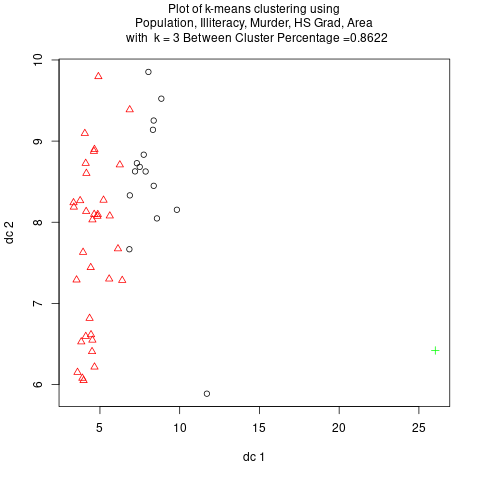 Plot of k-means clustering using
Population, Illiteracy, Murder, HS Grad, Area
with k = 3 Between Cluster Percentage =0.8622
10
9
8
7
6
dc 2
5
10
15
20
25
dc 1